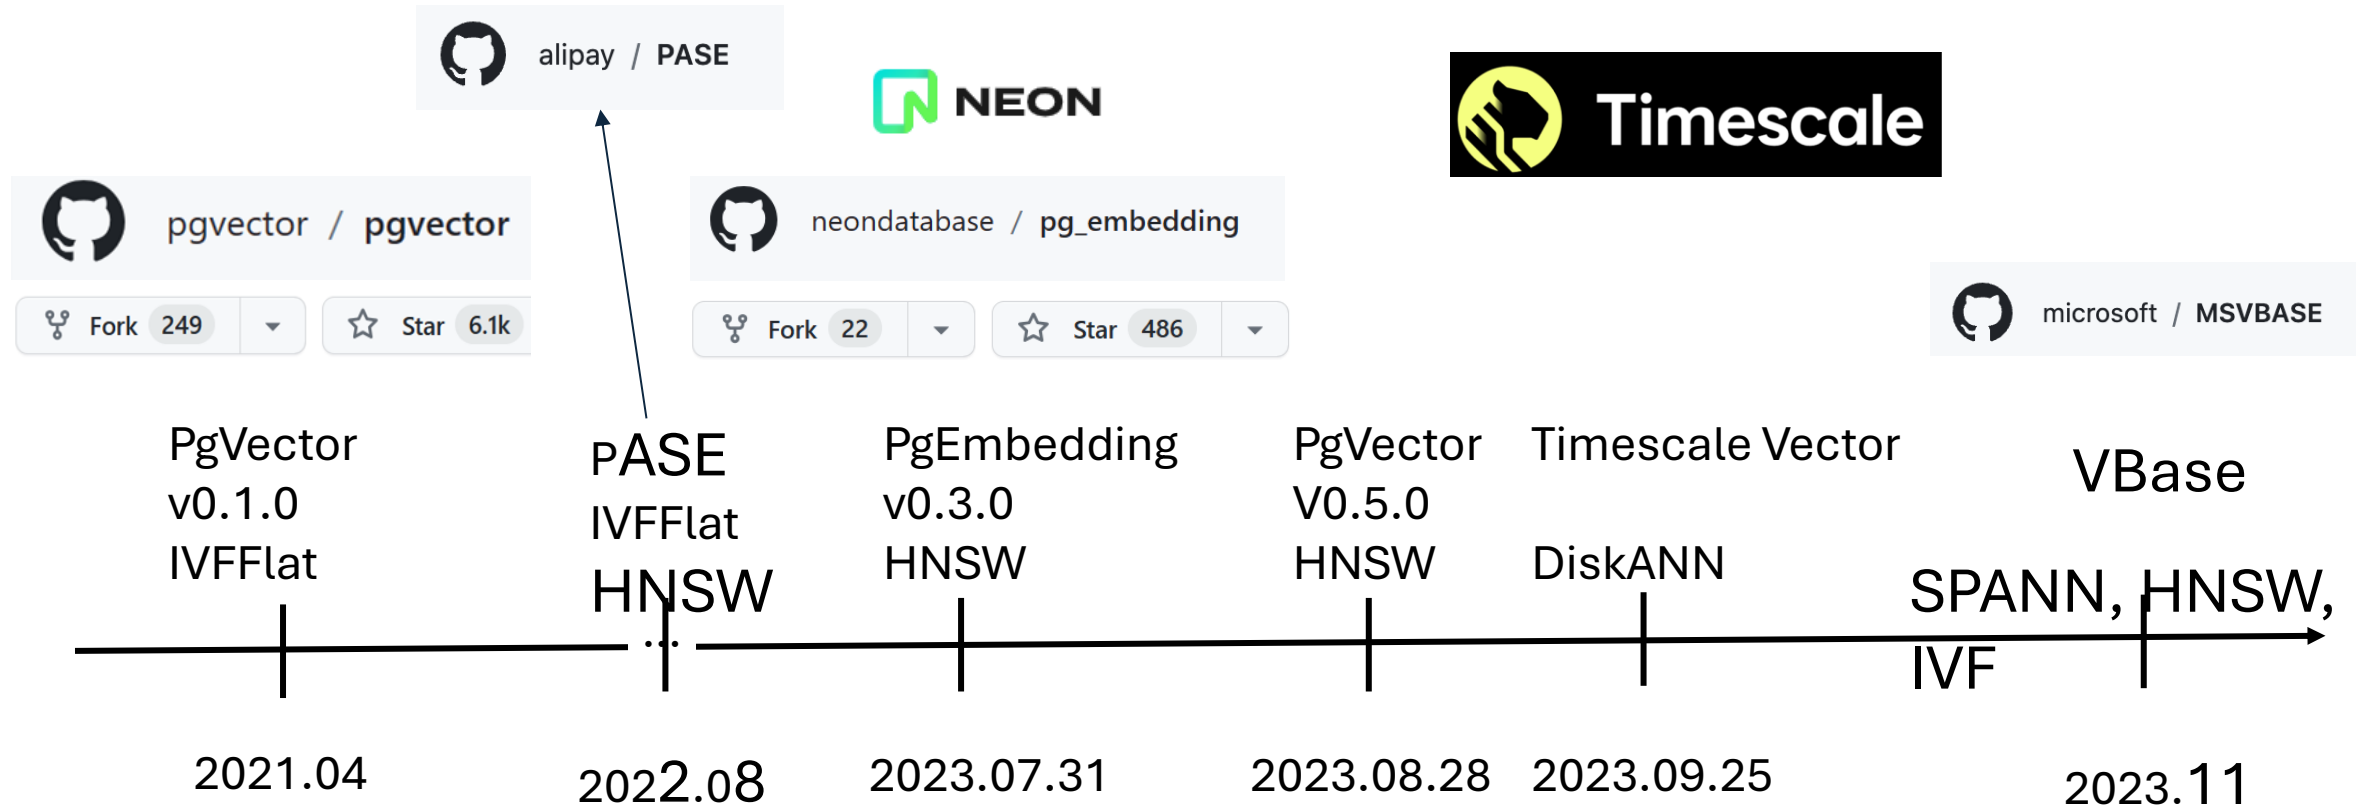 alipay / PASE
NEON
Timescale
pgvector / pgvector
Fork 249
Star 6.1k
neondatabase / pg_embedding
Fork 22
Star 486
microsoft / MSVBASE
PgVector
v0.1.0
IVFFlat
PASE
IVFFlat
HNSW
PgEmbedding
v0.3.0
HNSW
PgVector
V0.5.0
HNSW
Timescale Vector
DiskANN
VBase
SPANN, HNSW,
IVF
...
2021.04
2022.08
2023.07.31
2023.08.28
2023.09.25
2023.11